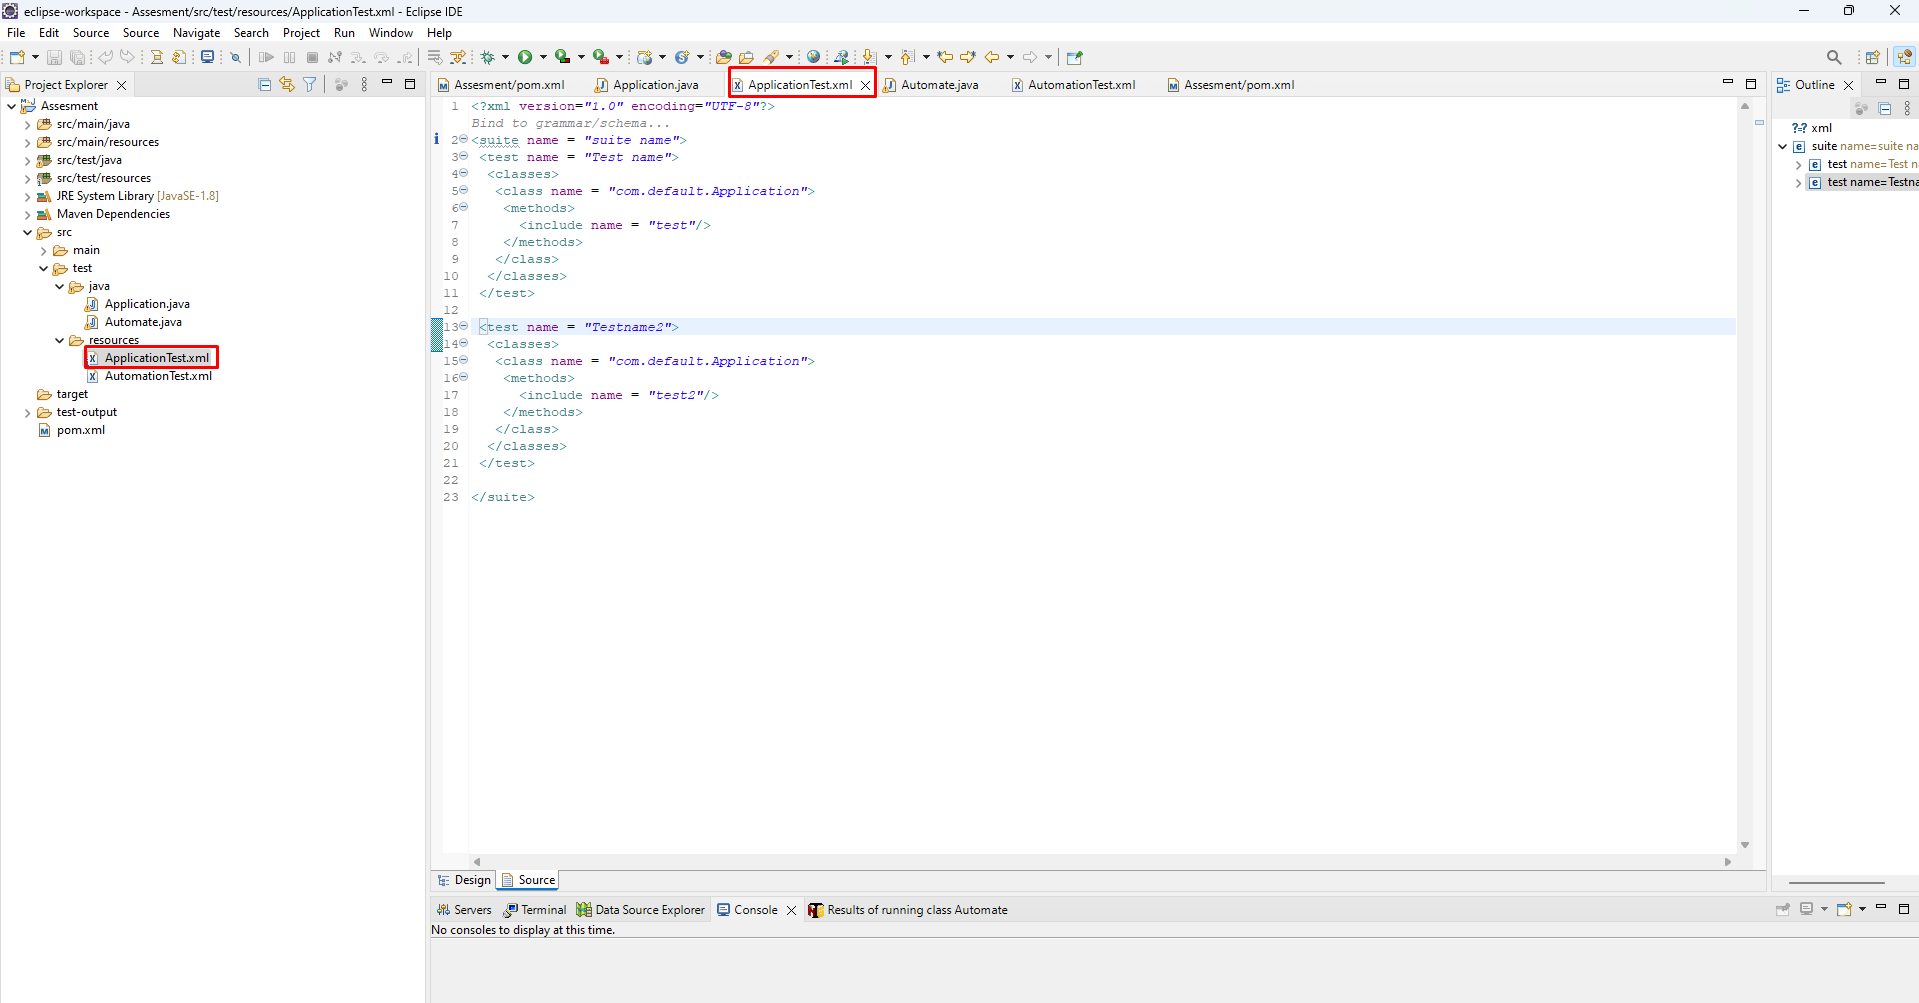 eclipse-workspace - Assesment/src/test/resources/ApplicationTest.xml - Eclipse IDE
File Edit Source Source Navigate Search Project Run Window Help
Project Explorer
Assesment
src/main/java
src/main/resources
src/test/java
src/test/resources
JRE System Library [JavaSE-1.8]
Maven Dependencies
src
main
test
java
Application.java
Automate.java
resources
ApplicationTest.xml
AutomationTest.xml
target
test-output
pom.xml
Assesment/pom.xml Application.java ApplicationTest.xml Automate.java AutomationTest.xml Assesment/pom.xml
1 <?xml version="1.0" encoding="UTF-8"?>
Bind to grammar/schema...
2 <suite name = "suite name">
3 <test name = "Test name">
4 <classes>
5 <class name = "com.default.Application">
6 <methods>
7 <include name = "test"/>
8 </methods>
9 </class>
10 </classes>
11 </test>
12
13 <test name = "Testname2">
14 <classes>
15 <class name = "com.default.Application">
16 <methods>
17 <include name = "test2"/>
18 </methods>
19 </class>
20 </classes>
21 </test>
22
23 </suite>
Design Source
Outline
?=? xml
suite name=suite na
test name=Test n
test name=Testna
Servers Terminal Data Source Explorer Console Results of running class Automate
No consoles to display at this time.